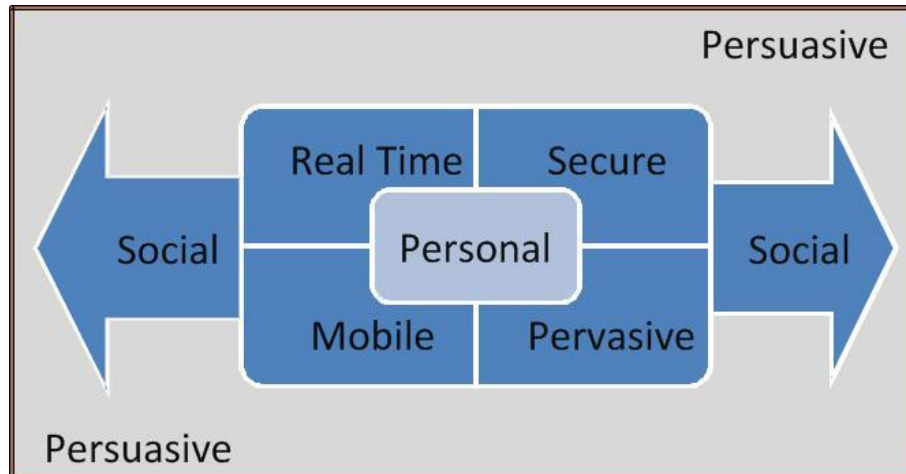 Persuasive
Real Time
Secure
Social
Personal
Social
Mobile
Pervasive
Persuasive